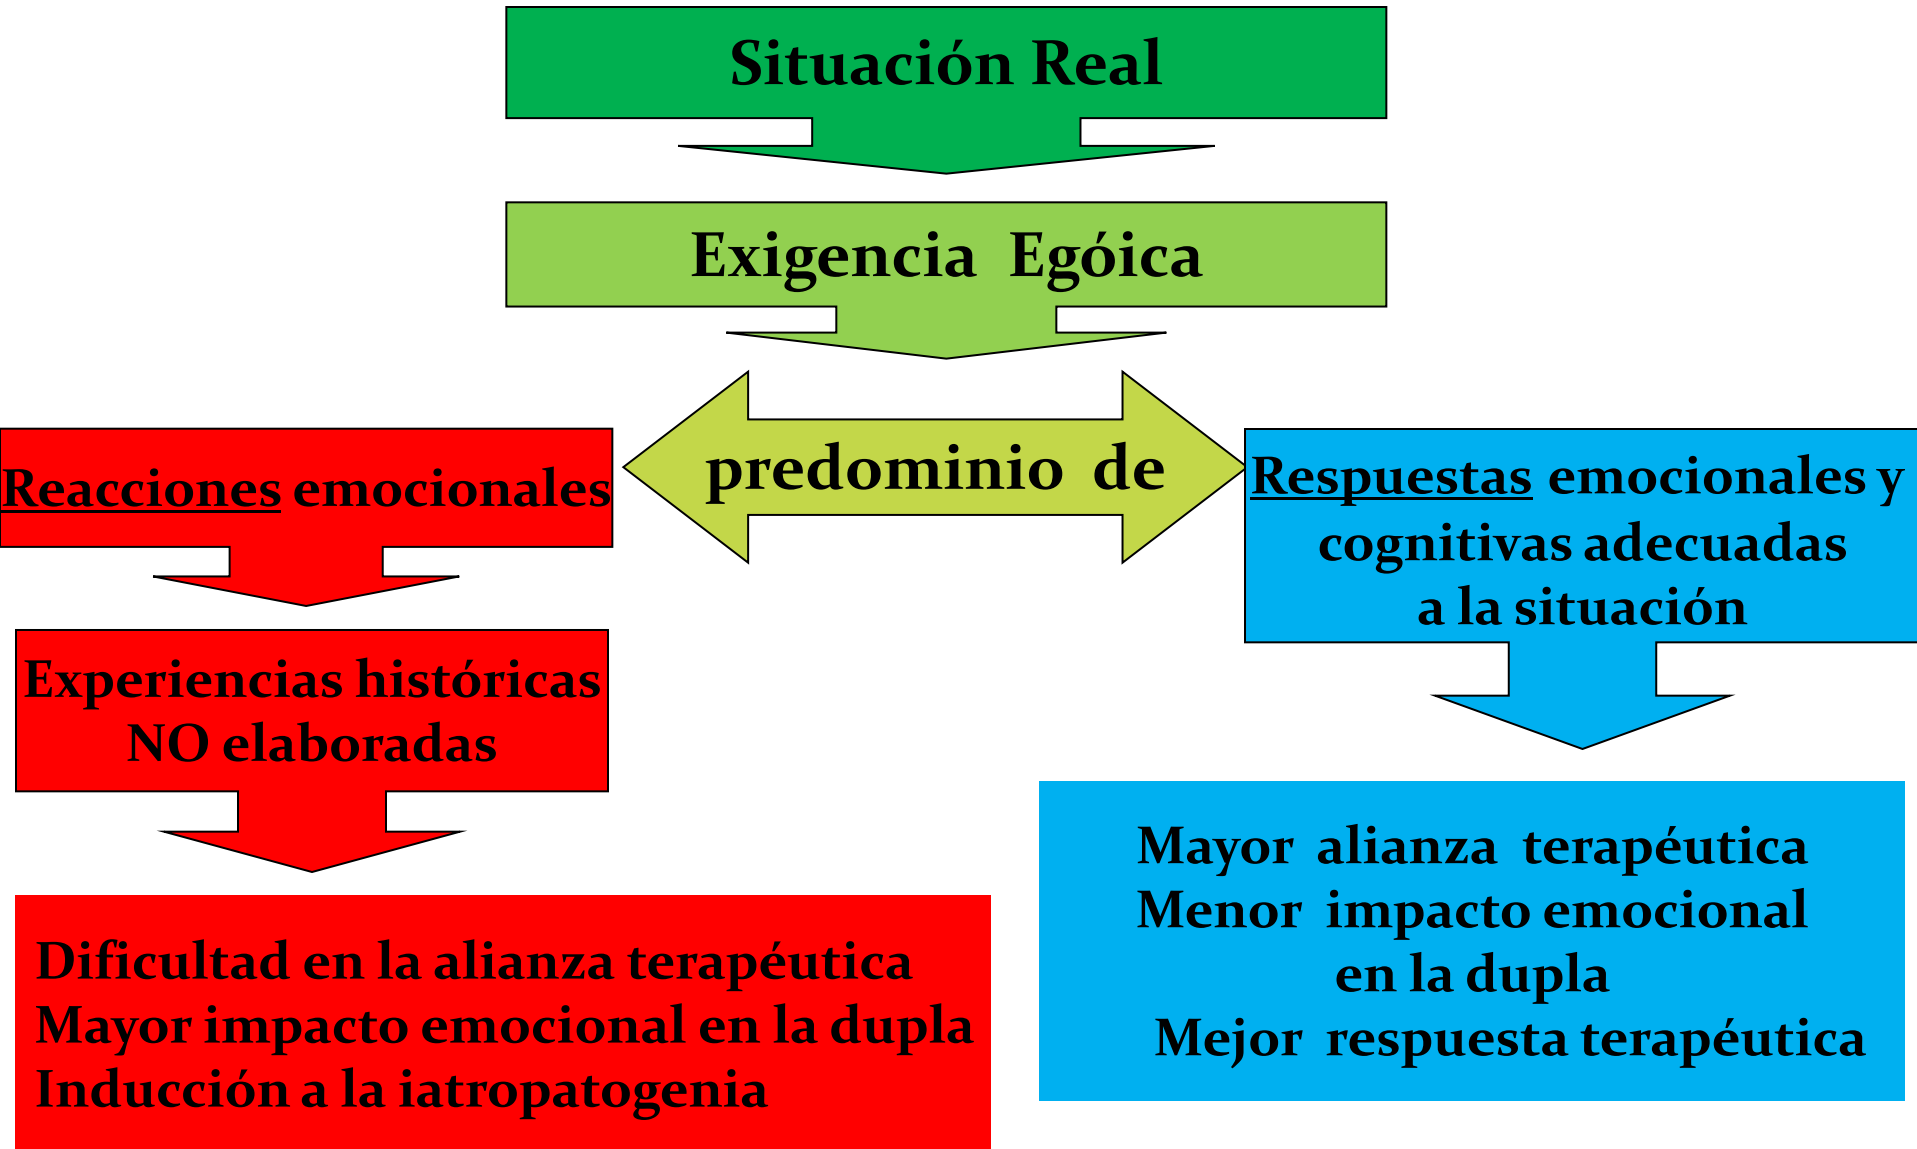 Situación Real
Exigencia Egóica
predominio de
Reacciones emocionales
Experiencias históricas
NO elaboradas
Dificultad en la alianza terapéutica
Mayor impacto emocional en la dupla
Inducción a la iatropatogenia
Respuestas emocionales y
cognitivas adecuadas
a la situación
Mayor alianza terapéutica
Menor impacto emocional
en la dupla
Mejor respuesta terapéutica